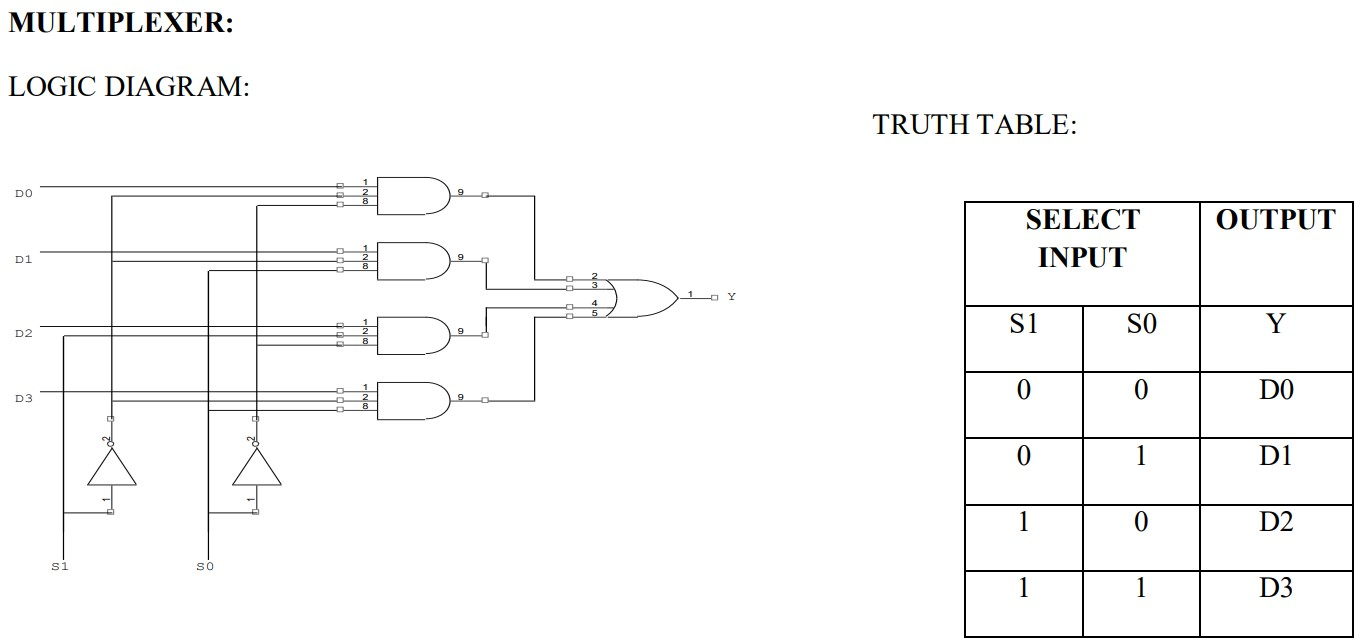 MULTIPLEXER:
LOGIC DIAGRAM:
TRUTH TABLE:
D0
1
2
8
9
D1
1
2
8
9
D2
1
2
8
9
D3
1
2
8
9
2
3
4
5
1 Y
2 2
1 1
S1 S0
SELECT INPUT OUTPUT
S1 S0 Y
0 0 D0
0 1 D1
1 0 D2
1 1 D3